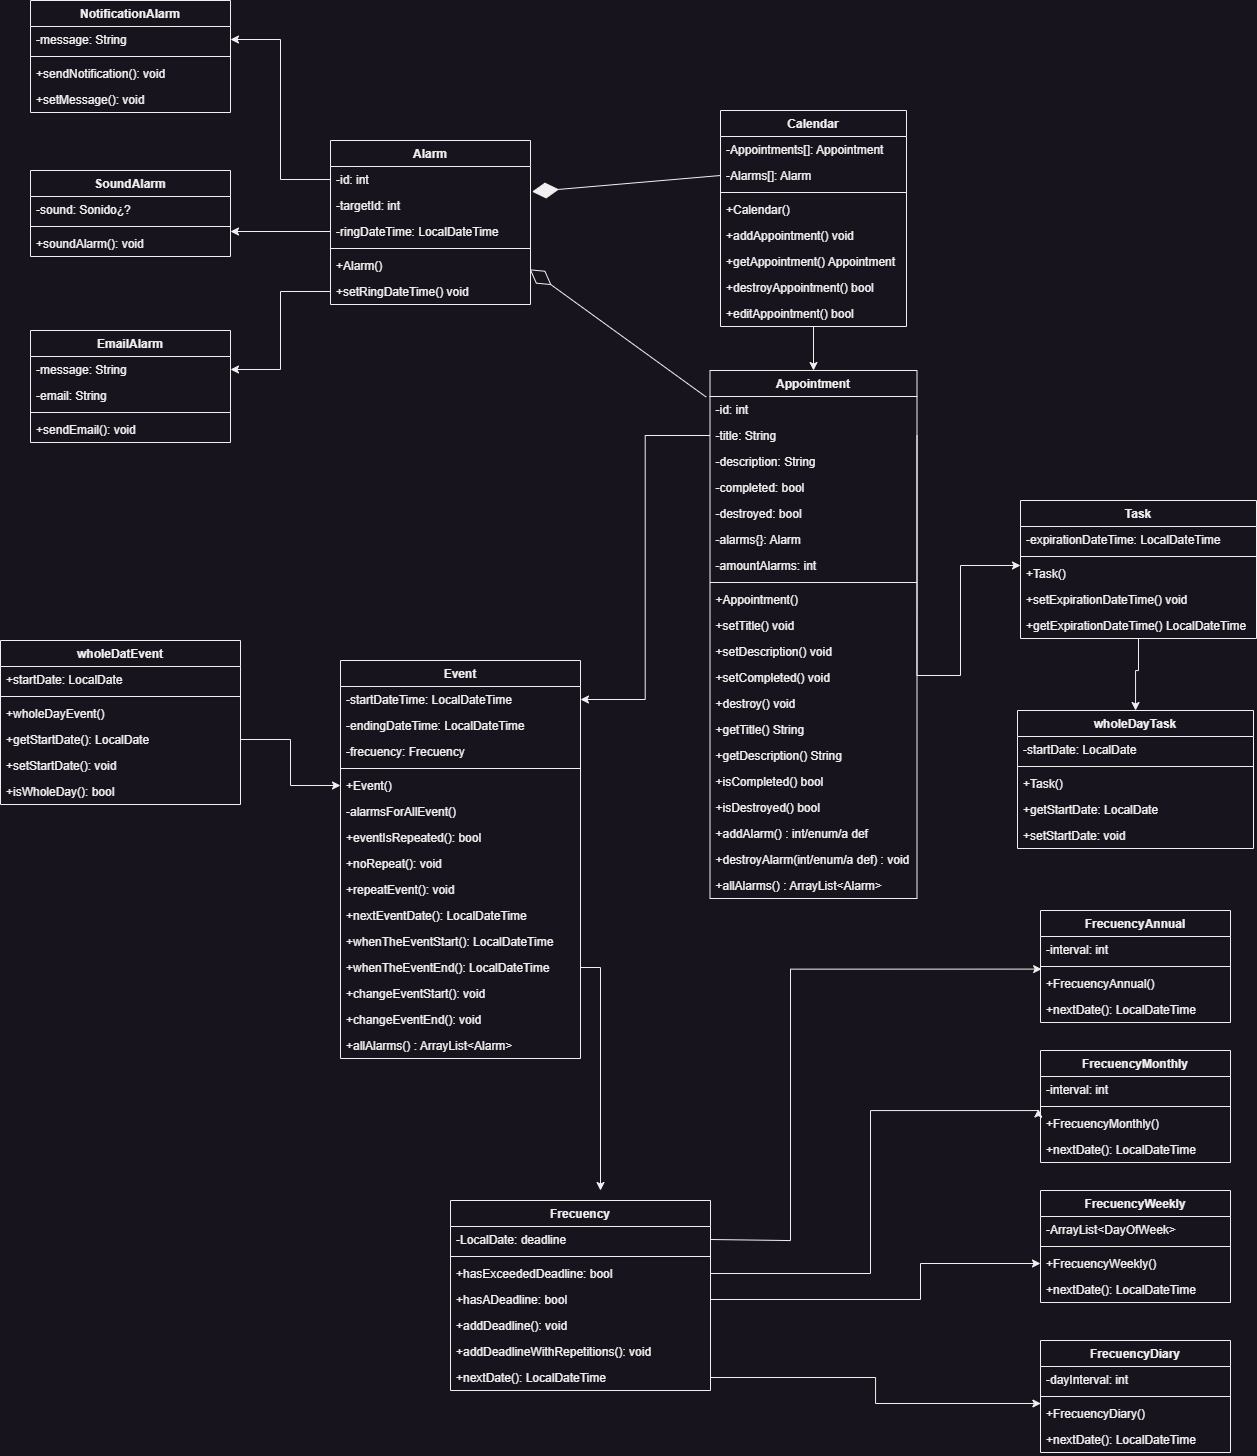 NotificationAlarm
-message: String
+sendNotification(): void
+setMessage(): void
SoundAlarm
-sound: Sonido¿?
+soundAlarm(): void
EmailAlarm
-message: String
-email: String
+sendEmail(): void
Alarm
-id: int
-targetId: int
-ringDateTime: LocalDateTime
+Alarm()
+setRingDateTime() void
Calendar
-Appointments[]: Appointment
-Alarms[]: Alarm
+Calendar()
+addAppointment() void
+getAppointment() Appointment
+destroyAppointment() bool
+editAppointment() bool
Appointment
-id: int
-title: String
-description: String
-completed: bool
-destroyed: bool
-alarms{}: Alarm
-amountAlarms: int
+Appointment()
+setTitle() void
+setDescription() void
+setCompleted() void
+destroy() void
+getTitle() String
+getDescription() String
+isCompleted() bool
+isDestroyed() bool
+addAlarm() : int/enum/a def
+destroyAlarm(int/enum/a def) : void
+allAlarms() : ArrayList<Alarm>
Task
-expirationDateTime: LocalDateTime
+Task()
+setExpirationDateTime() void
+getExpirationDateTime() LocalDateTime
wholeDayTask
-startDate: LocalDate
+Task()
+getStartDate: LocalDate
+setStartDate: void
wholeDatEvent
+startDate: LocalDate
+wholeDayEvent()
+getStartDate(): LocalDate
+setStartDate(): void
+isWholeDay(): bool
Event
-startDateTime: LocalDateTime
-endingDateTime: LocalDateTime
-frecuency: Frecuency
+Event()
-alarmsForAllEvent()
+eventIsRepeated(): bool
+noRepeat(): void
+repeatEvent(): void
+nextEventDate(): LocalDateTime
+whenTheEventStart(): LocalDateTime
+whenTheEventEnd(): LocalDateTime
+changeEventStart(): void
+changeEventEnd(): void
+allAlarms() : ArrayList<Alarm>
Frecuency
-LocalDate: deadline
+hasExceededDeadline: bool
+hasADeadline: bool
+addDeadline(): void
+addDeadlineWithRepetitions(): void
+nextDate(): LocalDateTime
FrecuencyAnnual
-interval: int
+FrecuencyAnnual()
+nextDate(): LocalDateTime
FrecuencyMonthly
-interval: int
+FrecuencyMonthly()
+nextDate(): LocalDateTime
FrecuencyWeekly
-ArrayList<DayOfWeek>
+FrecuencyWeekly()
+nextDate(): LocalDateTime
FrecuencyDiary
-dayInterval: int
+FrecuencyDiary()
+nextDate(): LocalDateTime